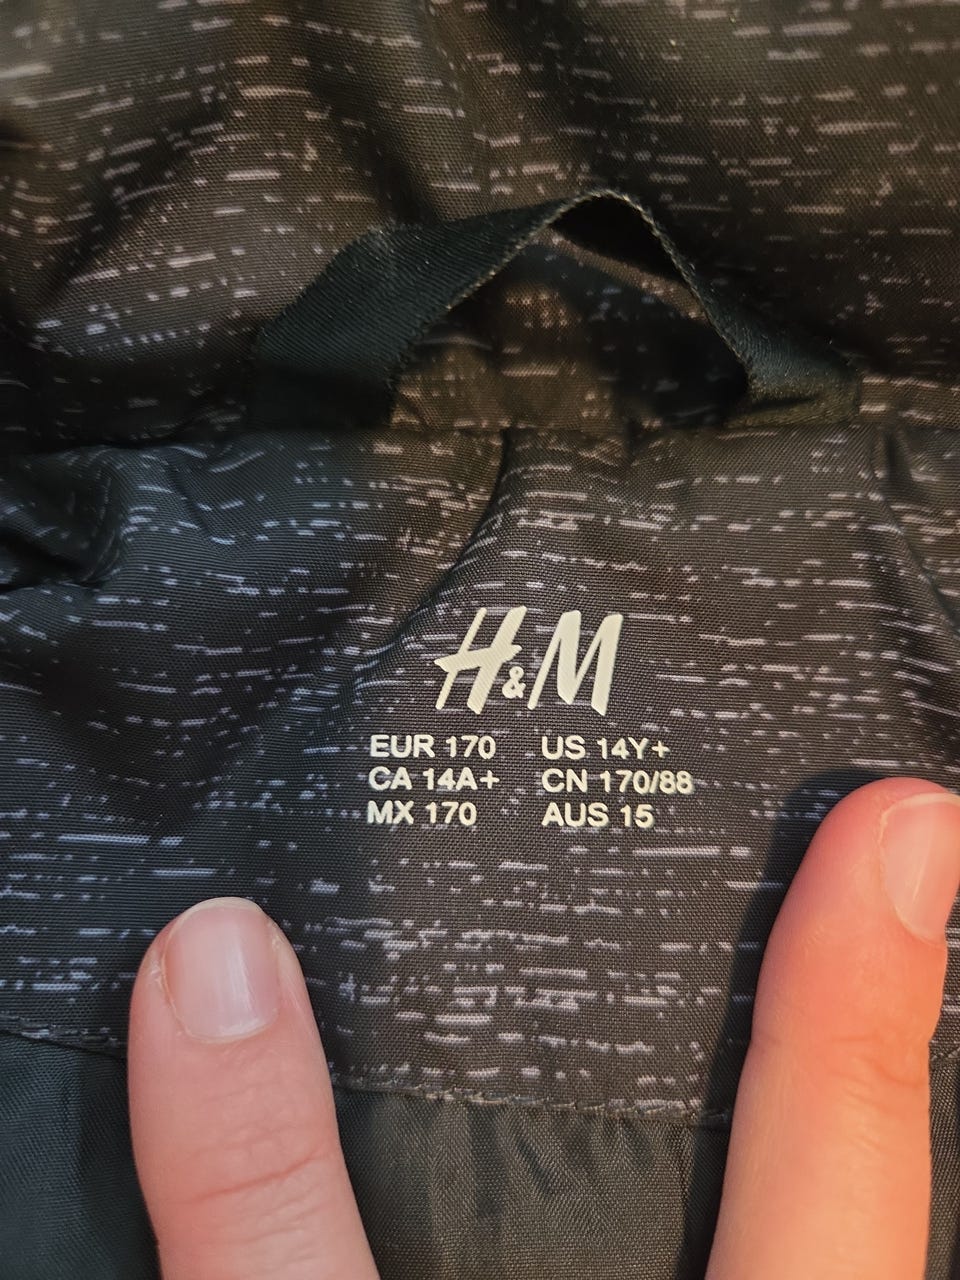 H&M
EUR 170 US 14Y+
CA 14A+ CN 170/88
MX 170 AUS 15